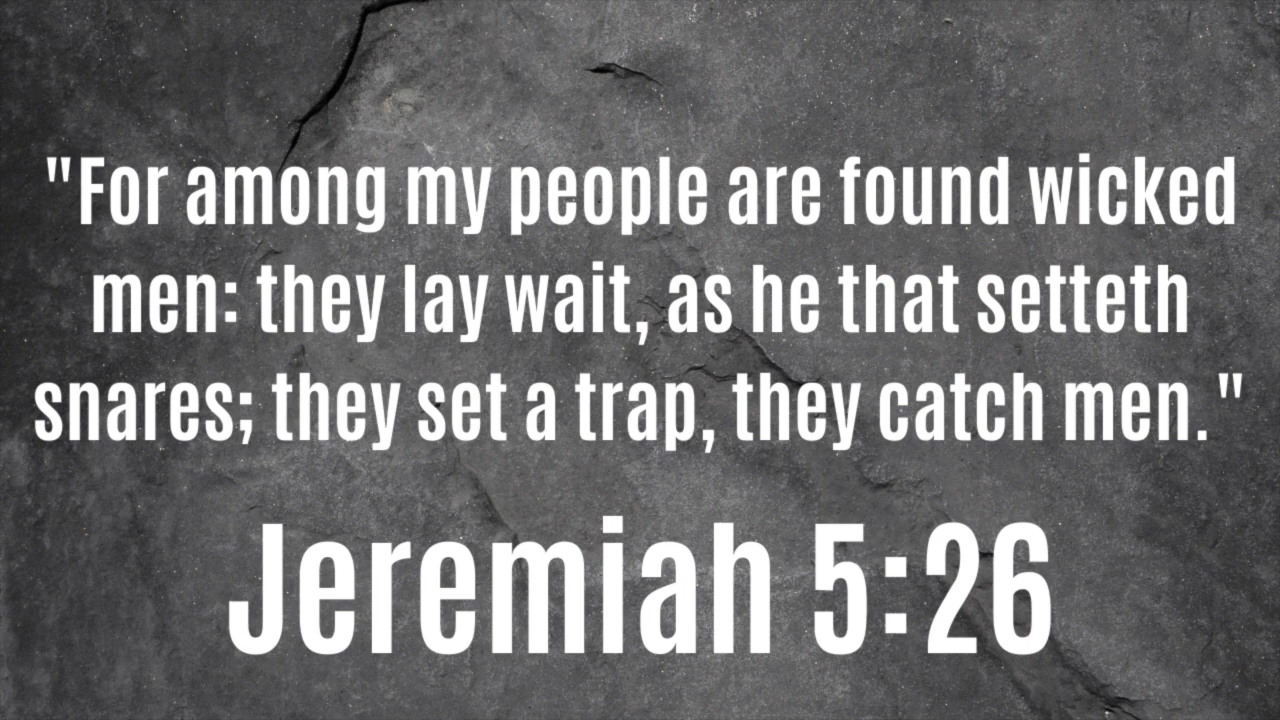 "For among my people are found wicked
men: they lay wait, as he that setteth
snares; they set a trap, they catch men. "
Jeremiah 5:26